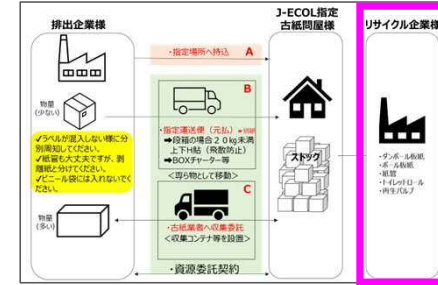 排出企業様
J-ECOL指定
古紙問屋様
リサイクル企業様
・指定場所へ持込 A
物量
(少ない)
B
・指定運送便（元払）
➡段箱の場合２０㎏未満
上下H貼（飛散防止）
➡BOXチャーター等
✓ラベルが混入しない様に分
別周知してください。
✓紙管も大丈夫ですが、剥
離紙と分けてください。
✓ビニール袋には入れないでく
ださい。
<専ら物として移動>
C
ストック
・ダンボール板紙
・ボール板紙
・紙管
・トイレットロール
・再生パルプ
物量
(多い)
・古紙業者へ収集委託
<収集コンテナ等を設置>
・資源委託契約